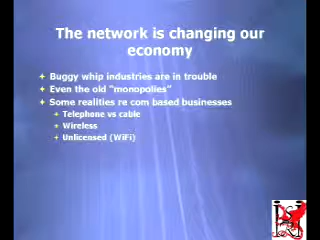 The network is changing our
economy
Buggy whip industries are in trouble
Even the old "monopolies"
Some realities re com based businesses
Telephone vs cable
Wireless
Unlicensed (WiFi)